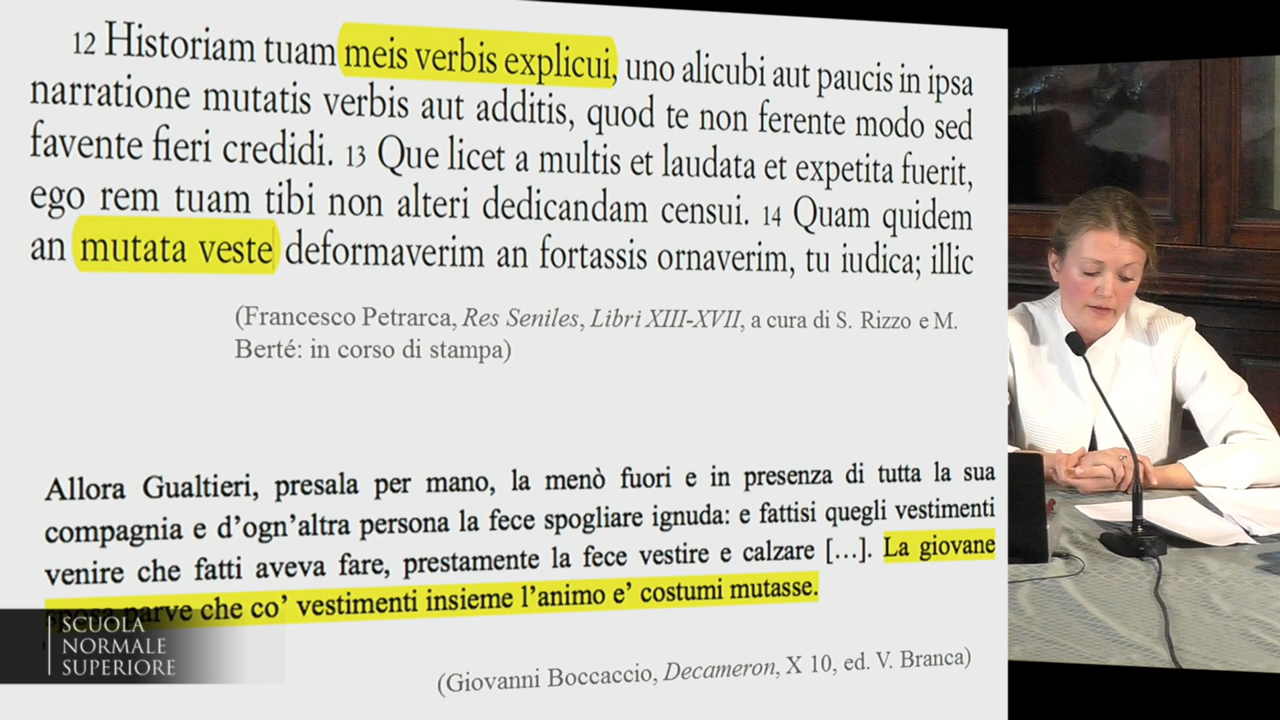 12 Historiam tuam meis verbis explicui, uno alicubi aut paucis in ipsa
narratione mutatis verbis aut additis, quod te non ferente modo sed
favente fieri credidi. 13 Que licet a multis et laudata et expetita fuerit,
ego rem tuam tibi non alteri dedicandam censui. 14 Quam quidem
an mutata veste deformaverim an fortassis ornaverim, tu iudica; illic
(Francesco Petrarca, Res Seniles, Libri XIII-XVII, a cura di S. Rizzo e M.
Berté: in corso di stampa)
Allora Gualtieri, presala per mano, la menò fuori e in presenza di tutta la sua
compagnia e d'ogn'altra persona la fece spogliare ignuda: e fattisi quegli vestimenti
venire che fatti aveva fare, prestamente la fece vestire e calzare [...]. La giovane
sposa parve che co' vestimenti insieme l'animo e' costumi mutasse.
(Giovanni Boccaccio, Decameron, X 10, ed. V. Branca)
SCUOLA
NORMALE
SUPERIORE